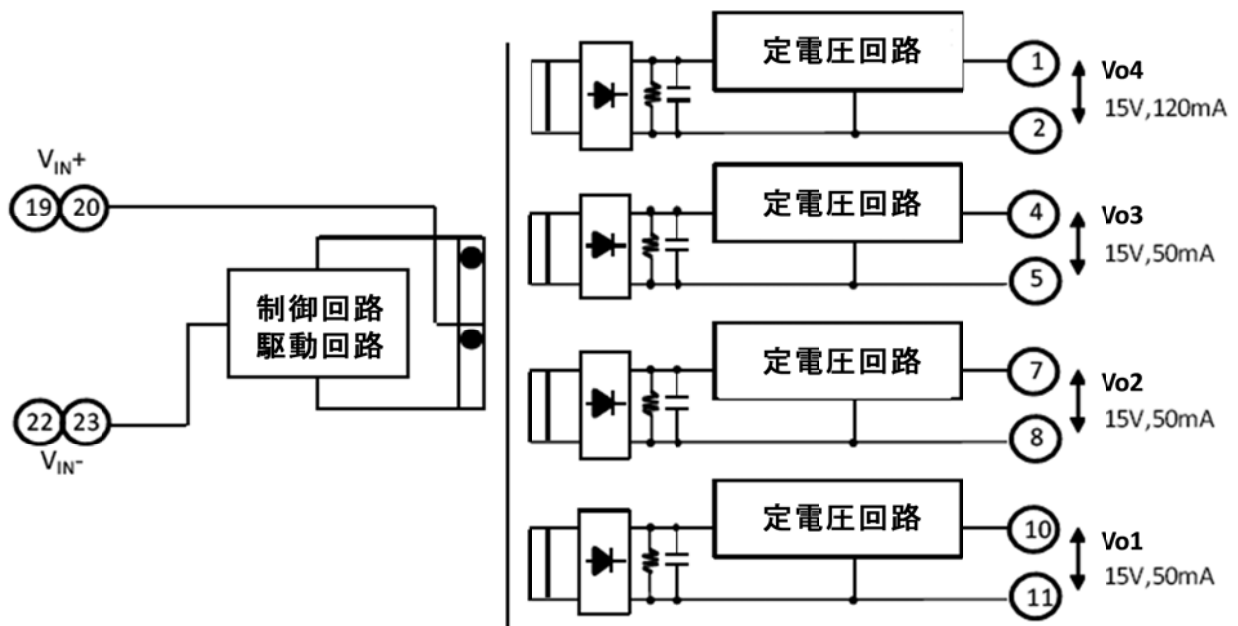 定電圧回路
1
Vo4
15V,120mA
2
VIN+
19 20
定電圧回路
4
Vo3
15V,50mA
5
制御回路
駆動回路
定電圧回路
7
Vo2
15V,50mA
8
22 23
VIN-
定電圧回路
10
Vo1
15V,50mA
11